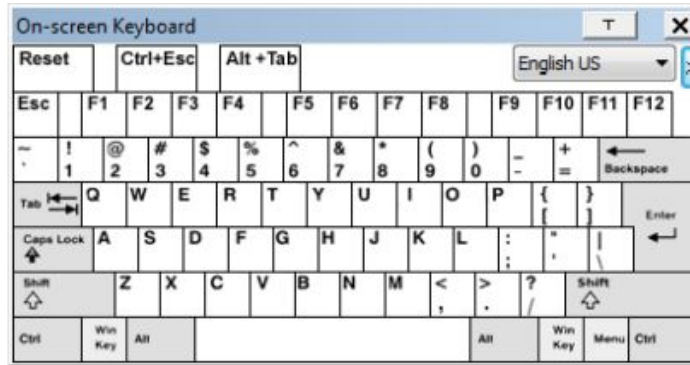 On-screen Keyboard
Reset Ctrl+Esc Alt +Tab English US
Esc F1 F2 F3 F4 F5 F6 F7 F8 F9 F10 F11 F12
~ ! @ # $ % ^ & * ( ) _ +
` 1 2 3 4 5 6 7 8 9 0 - = Backspace
Tab Q W E R T Y U I O P { }
[ ] Enter
Caps Lock A S D F G H J K L : " |
; ' \
Shift Z X C V B N M < > ? Shift
, . /
Ctrl Win Key Alt Alt Win Key Menu Ctrl